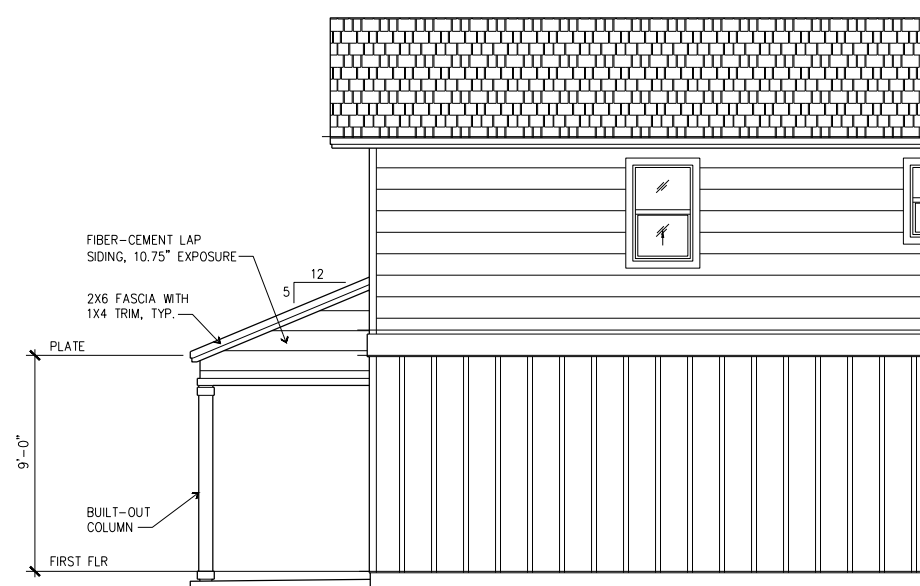 FIBER-CEMENT LAP
SIDING, 10.75" EXPOSURE
12
5
2X6 FASCIA WITH
1X4 TRIM, TYP.
PLATE
9'-0"
BUILT-OUT
COLUMN
FIRST FLR